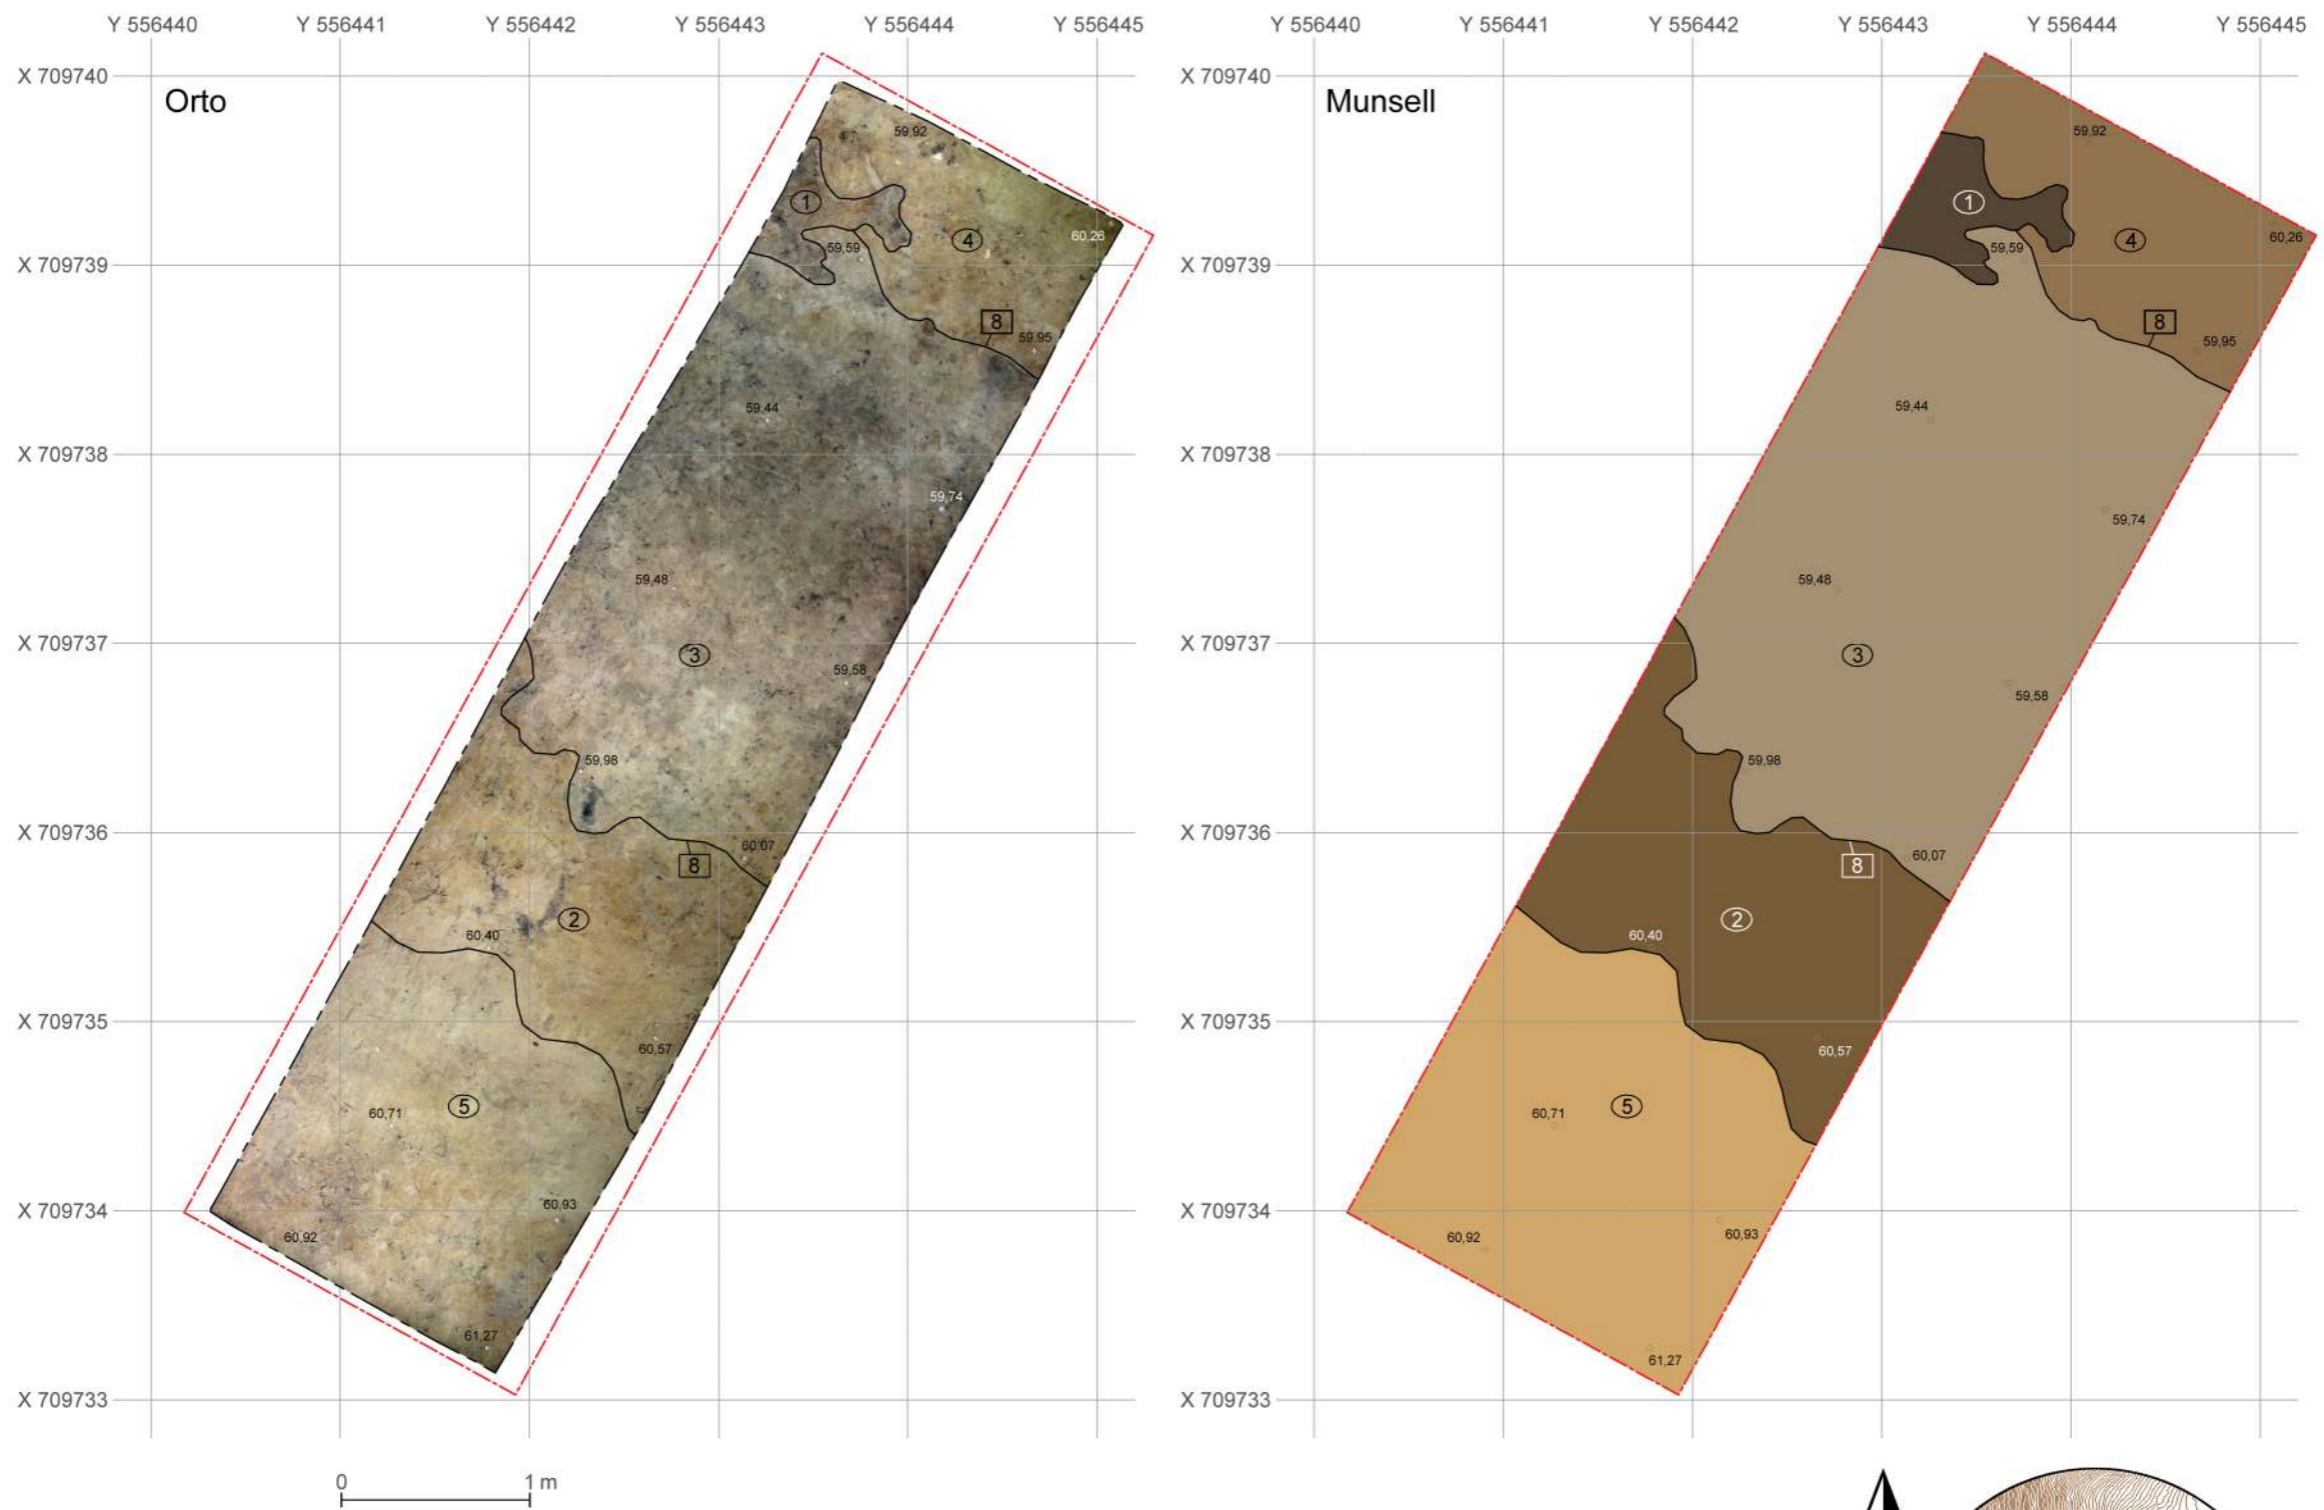 Y 556440 Y 556441 Y 556442 Y 556443 Y 556444 Y 556445
X 709740
Orto
59,92
1
4
60,26
59,59
X 709739
8
59,95
59,44
X 709738
59,74
59,48
X 709737
3
59,58
59,98
X 709736
60,07
8
2
60,40
X 709735
60,57
5
60,71
60,93
X 709734
60,92
61,27
X 709733
0 1 m
Y 556440 Y 556441 Y 556442 Y 556443 Y 556444 Y 556445
X 709740
Munsell
59,92
1
4
60,26
59,59
X 709739
8
59,95
59,44
X 709738
59,74
59,48
X 709737
3
59,58
59,98
X 709736
60,07
8
2
60,40
X 709735
60,57
5
60,71
X 709734
60,93
60,92
61,27
X 709733